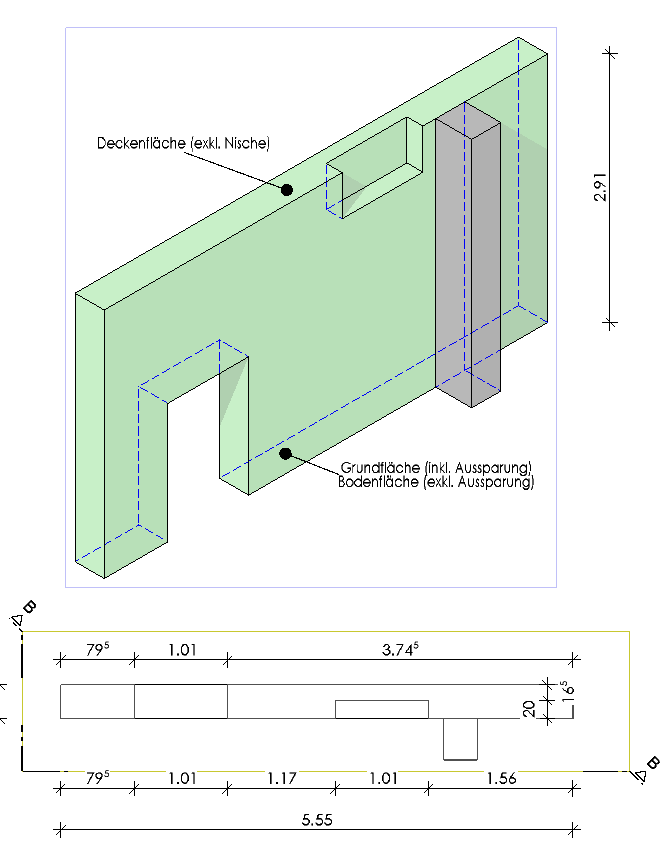 Deckenfläche (exkl. Nische)
2.91
Grundfläche (inkl. Aussparung)
Bodenfläche (exkl. Aussparung)
B
79⁵ 1.01 3.74⁵
20 16⁵
B
79⁵ 1.01 1.17 1.01 1.56
5.55